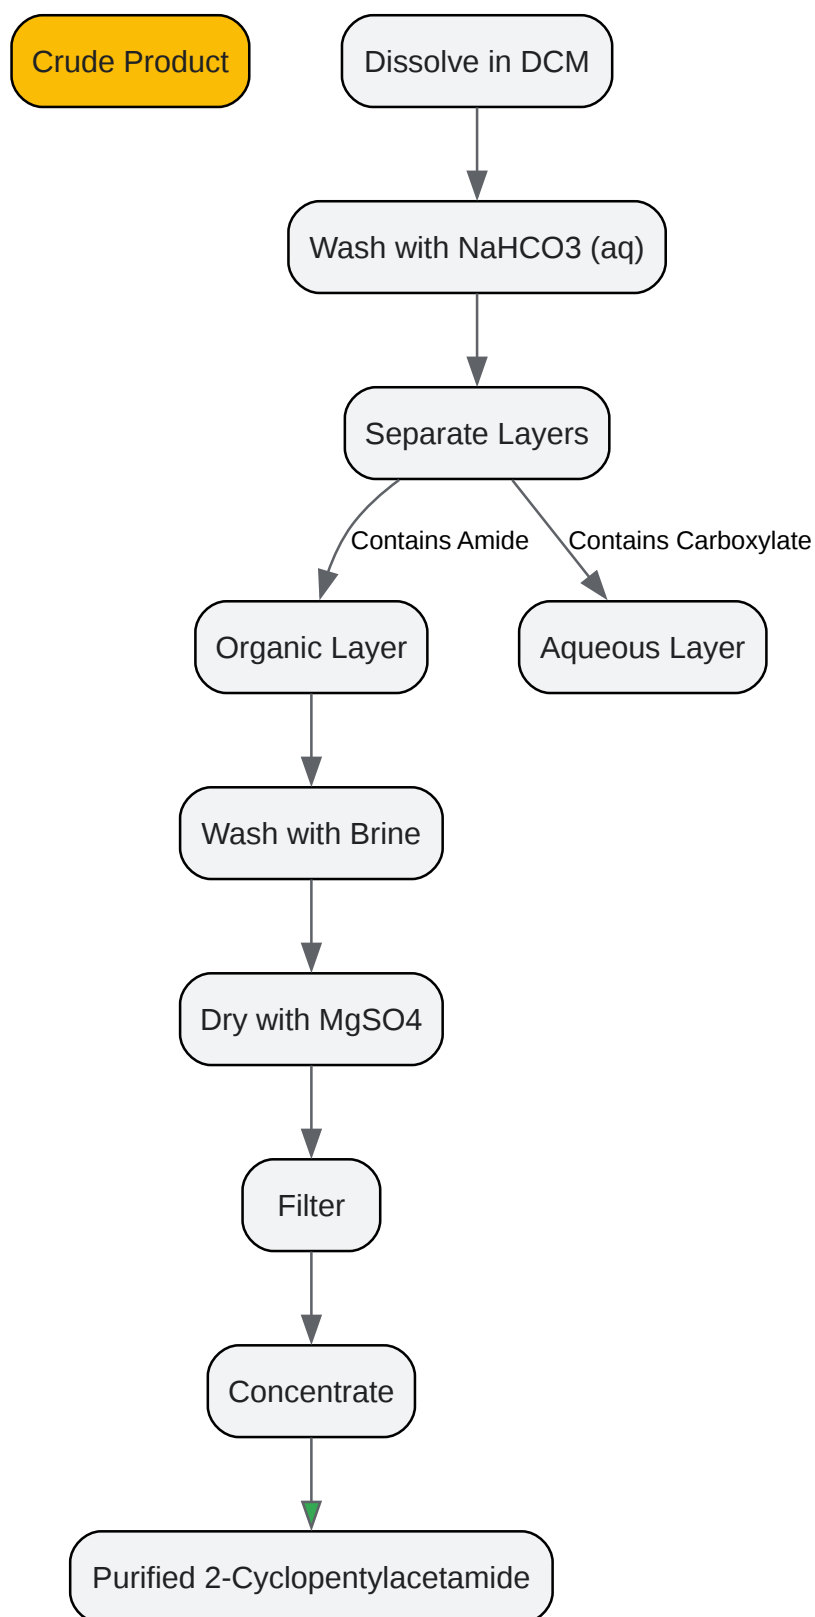 Crude Product
Dissolve in DCM
Wash with NaHCO3 (aq)
Separate Layers
Contains Amide
Contains Carboxylate
Organic Layer
Aqueous Layer
Wash with Brine
Dry with MgSO4
Filter
Concentrate
Purified 2-Cyclopentylacetamide